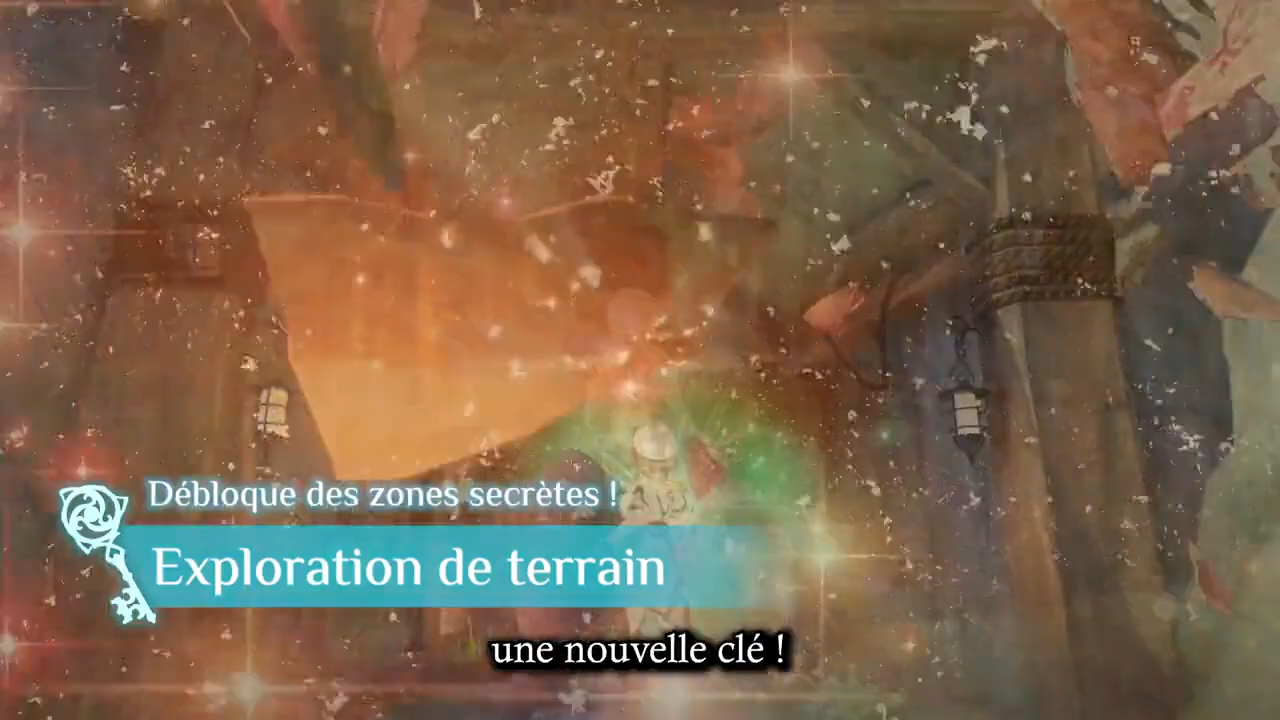 Débloque des zones secrètes !
Exploration de terrain
une nouvelle clé !